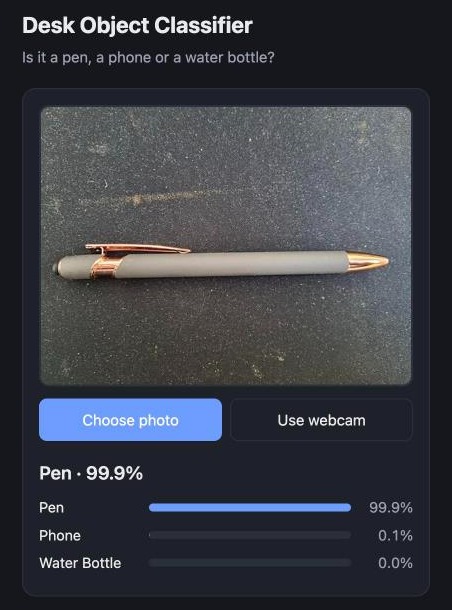 Desk Object Classifier
Is it a pen, a phone or a water bottle?
Choose photo
Use webcam
Pen · 99.9%
Pen 99.9%
Phone 0.1%
Water Bottle 0.0%